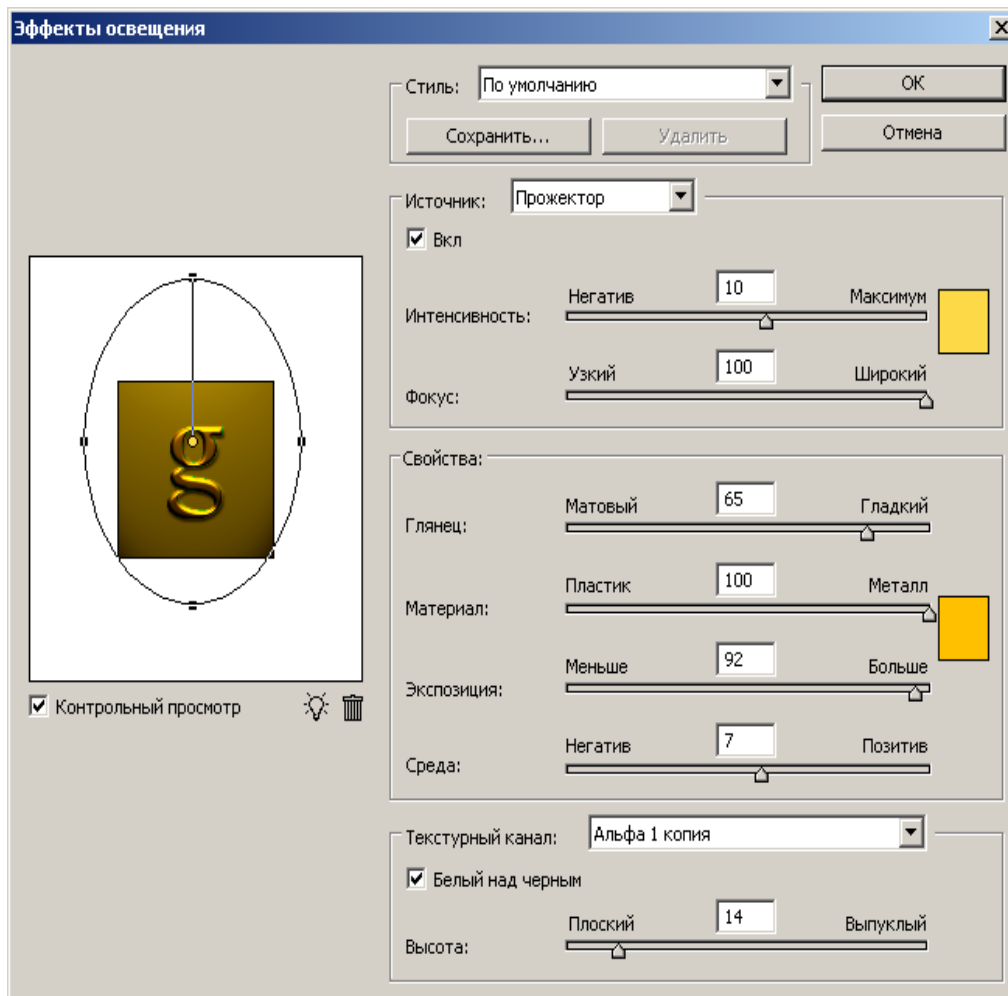 Эффекты освещения
Стиль: По умолчанию
OK
Сохранить... Удалить
Отмена
Источник: Прожектор
Вкл
Негатив 10 Максимум
Интенсивность:
Узкий 100 Широкий
Фокус:
g
Контрольный просмотр
Свойства:
Матовый 65 Гладкий
Глянец:
Пластик 100 Металл
Материал:
Меньше 92 Больше
Экспозиция:
Негатив 7 Позитив
Среда:
Текстурный канал: Альфа 1 копия
Белый над черным
Плоский 14 Выпуклый
Высота: